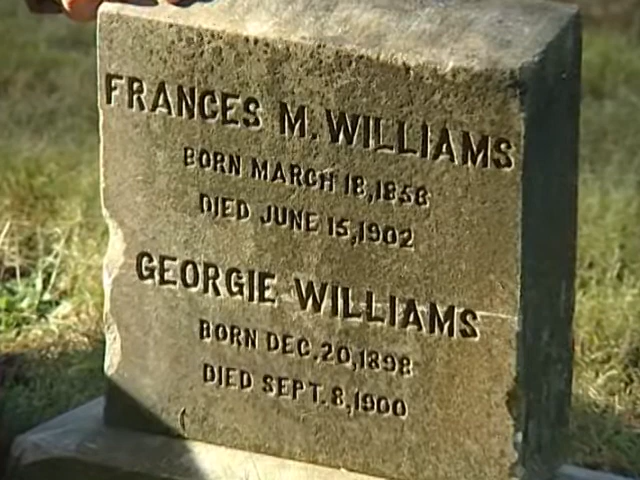 FRANCES M. WILLIAMS
BORN MARCH 18, 1858
DIED JUNE 15, 1902
GEORGIE WILLIAMS
BORN DEC. 20, 1898
DIED SEPT. 8, 1900